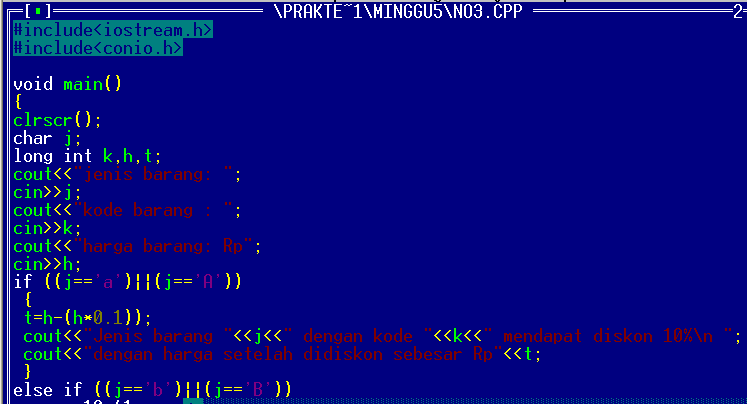 [■] \PRAKTE~1\MINGGU5\NO3.CPP 2
#include<iostream.h>
#include<conio.h>
void main()
{
clrscr();
char j;
long int k,h,t;
cout<<"jenis barang: ";
cin>>j;
cout<<"kode barang : ";
cin>>k;
cout<<"harga barang: Rp";
cin>>h;
if ((j=='a')||(j=='A'))
{
t=h-(h*0.1));
cout<<"Jenis barang "<<j<<" dengan kode "<<k<<" mendapat diskon 10%\n ";
cout<<"dengan harga setelah didiskon sebesar Rp"<<t;
}
else if ((j=='b')||(j=='B'))